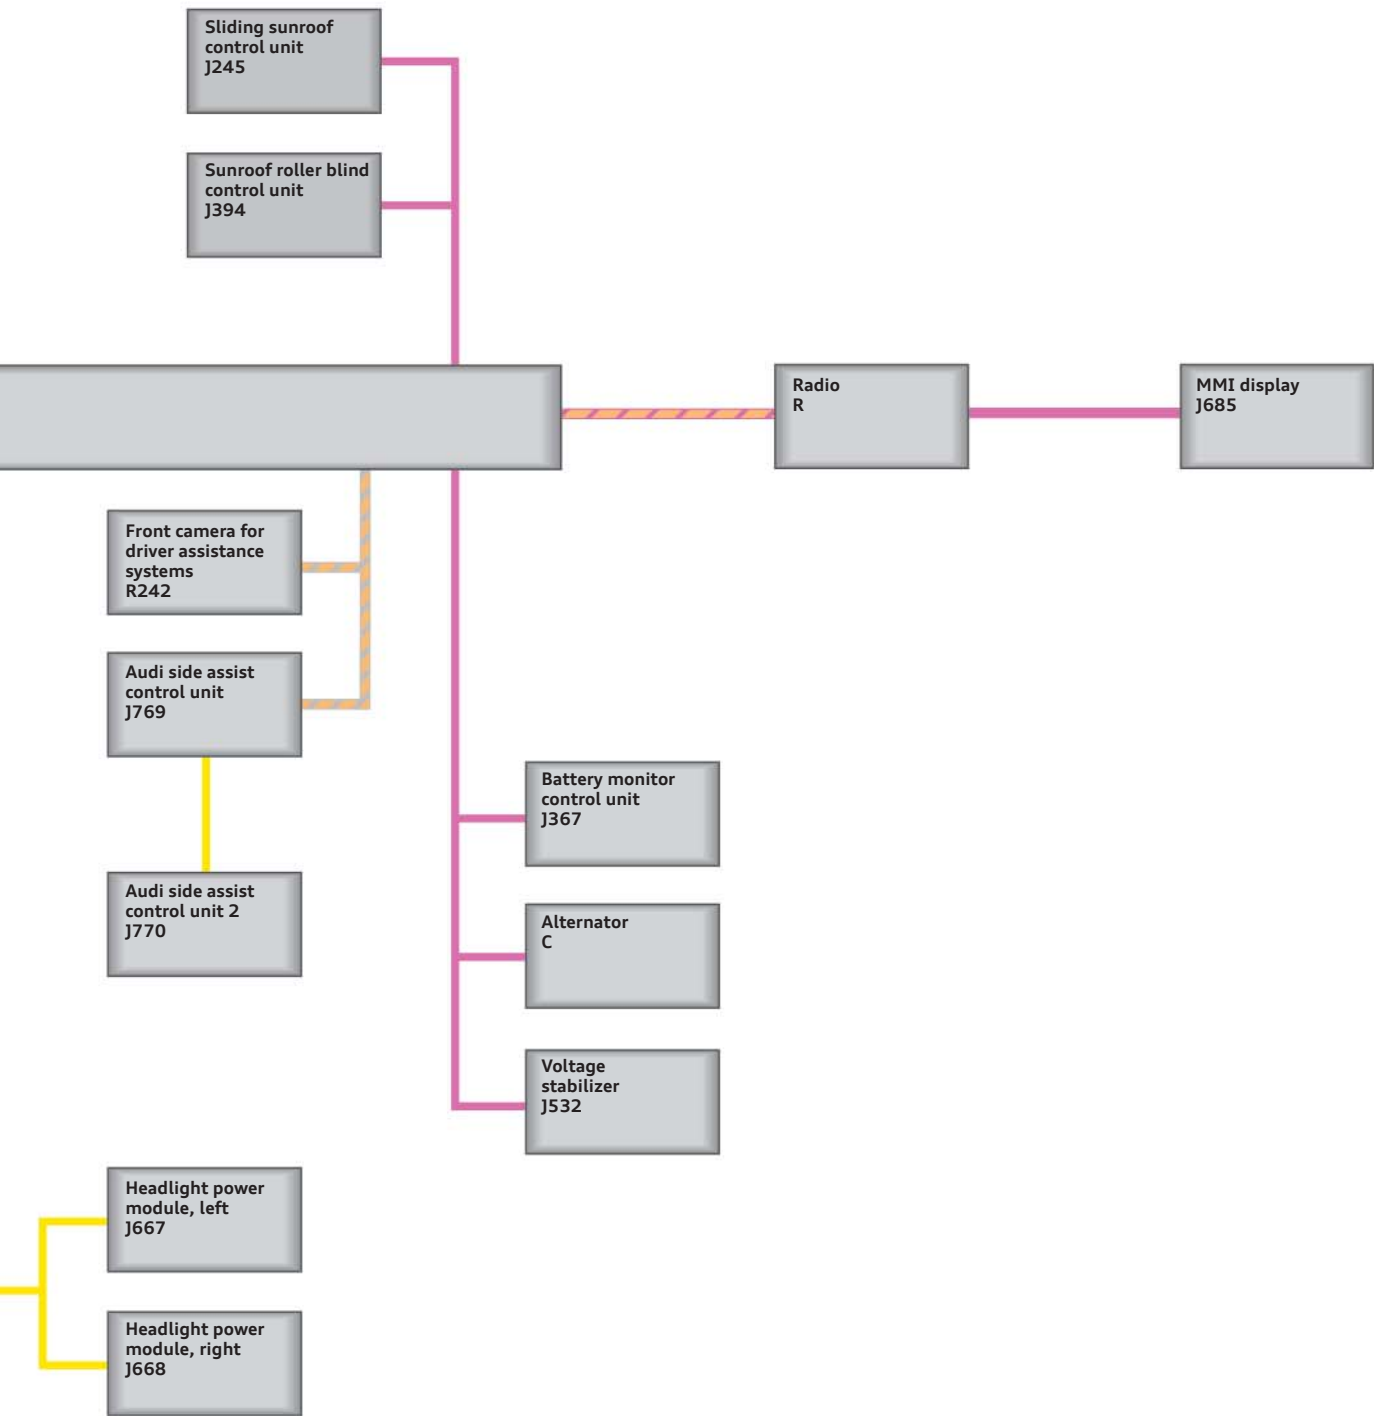 Sliding sunroof
control unit
J245
Sunroof roller blind
control unit
J394
Radio
R
MMI display
J685
Front camera for
driver assistance
systems
R242
Audi side assist
control unit
J769
Battery monitor
control unit
J367
Audi side assist
control unit 2
J770
Alternator
C
Voltage
stabilizer
J532
Headlight power
module, left
J667
Headlight power
module, right
J668